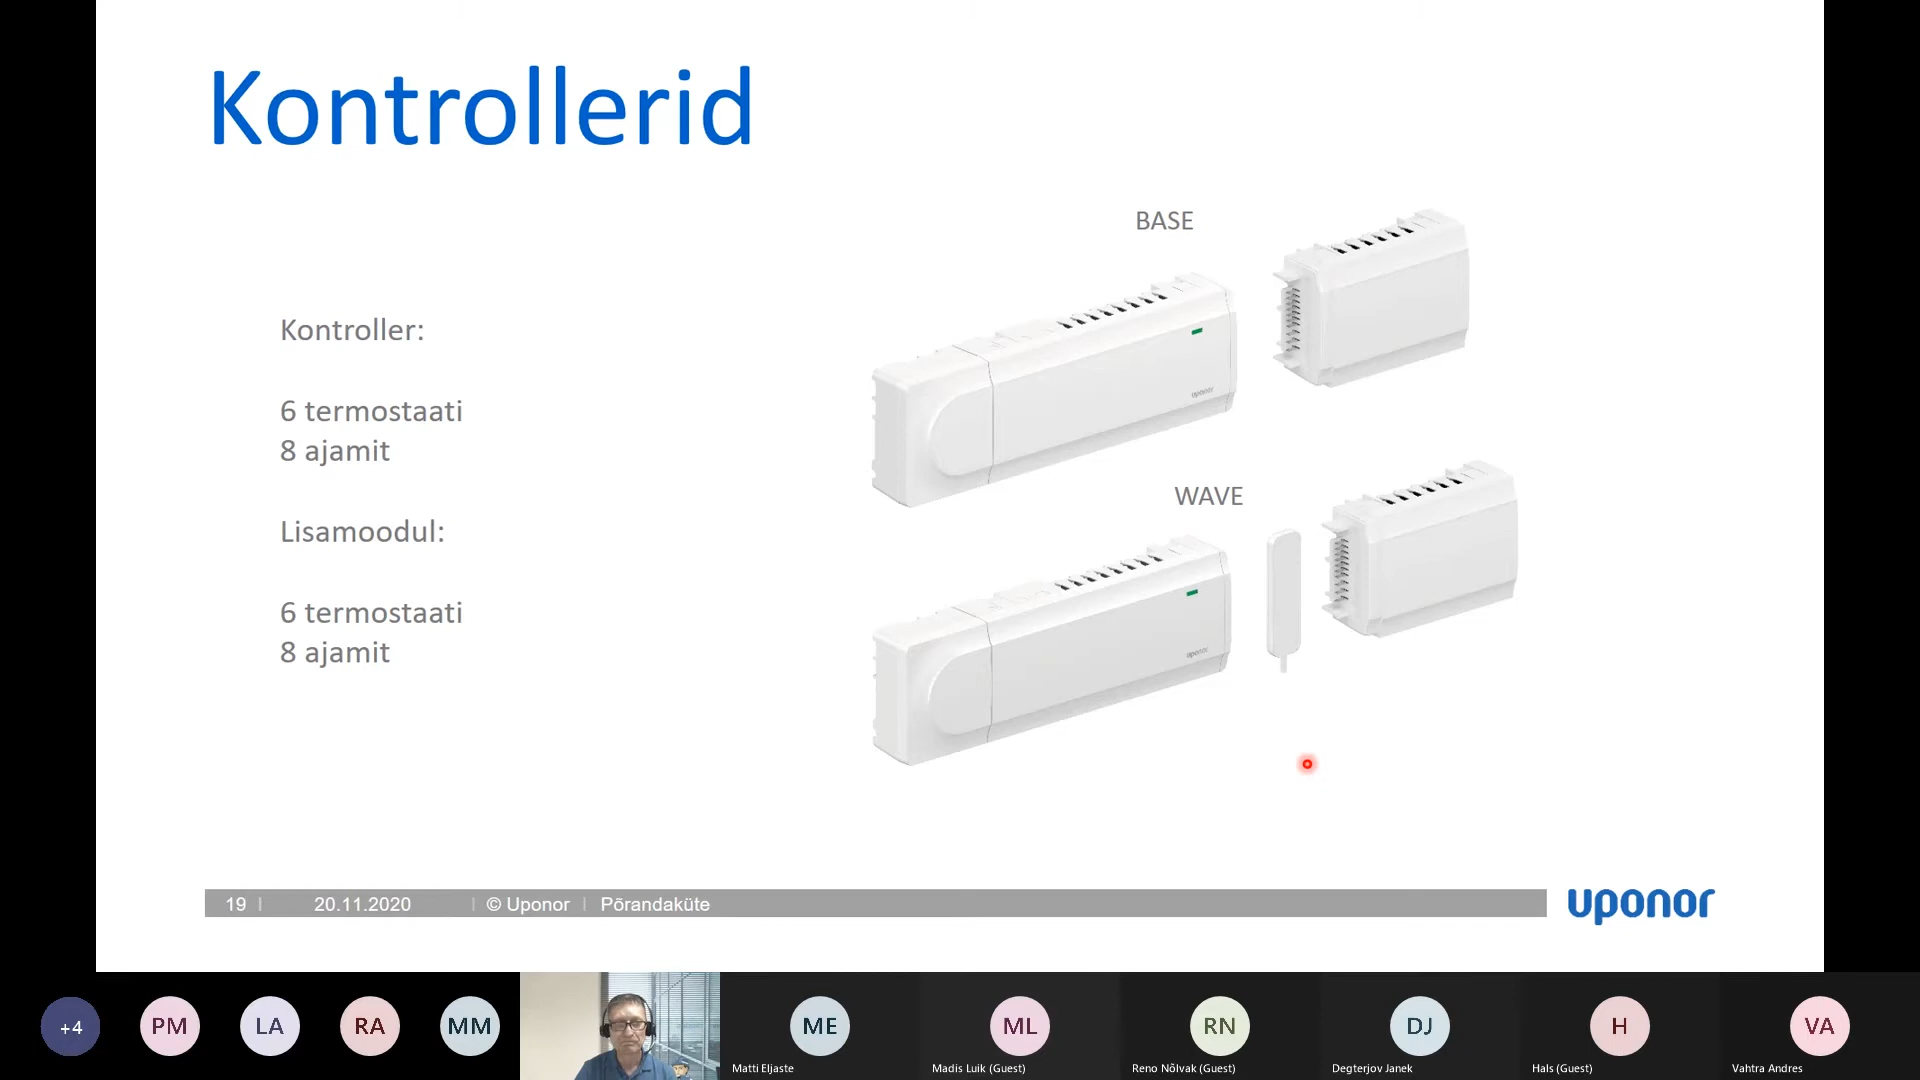 Kontrollerid
BASE
Kontroller:
uponor
6 termostaati
8 ajamit
WAVE
Lisamoodul:
6 termostaati
8 ajamit
uponor
19 | 20.11.2020 | © Uponor | Põrandaküte
uponor
+4
PM
LA
RA
MM
ME
ML
RN
DJ
H
VA
Matti Eljaste
Madis Luik (Guest)
Reno Nõlvak (Guest)
Degterjov Janek
Hals (Guest)
Vahtra Andres